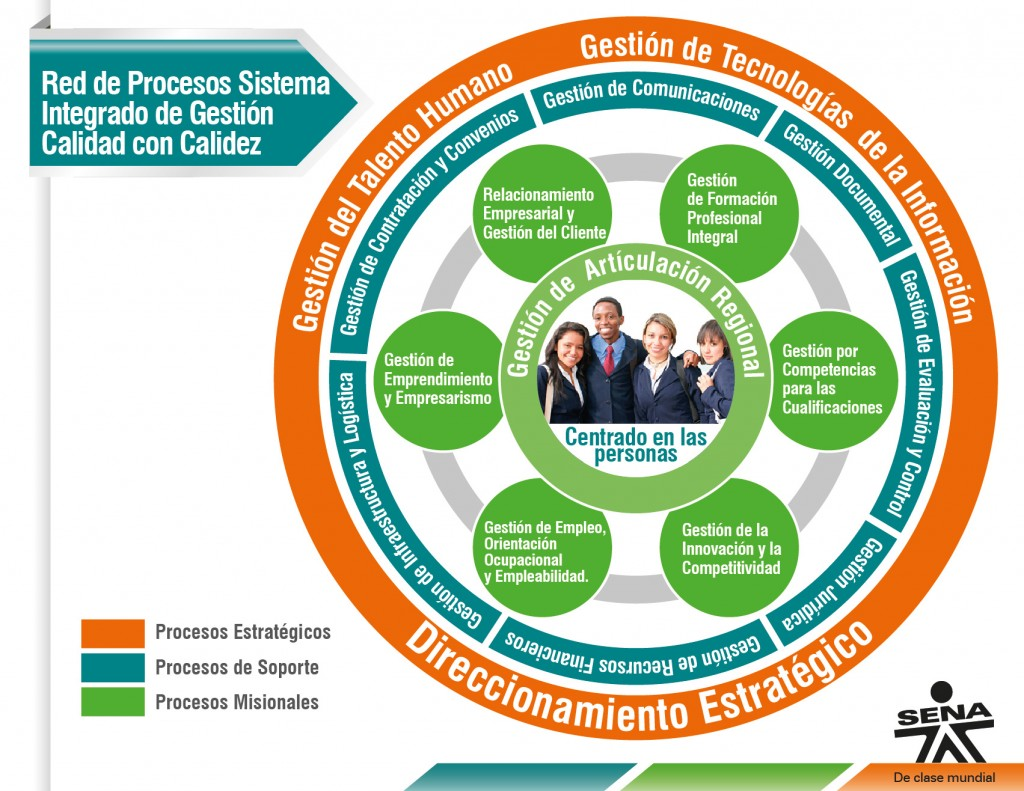 Red de Procesos Sistema
Integrado de Gestión
Calidad con Calidez
Gestión del Talento Humano
Gestión de Tecnologías de la Información
Direccionamiento Estratégico
Gestión de Contratación y Convenios
Gestión de Comunicaciones
Gestión Documental
Gestión de Evaluación y Control
Gestión Jurídica
Gestión de Recursos Financieros
Gestión de Infraestructura y Logística
Relacionamiento
Empresarial y
Gestión del Cliente
Gestión
de Formación
Profesional
Integral
Gestión de
Emprendimiento
y Empresarismo
Gestión por
Competencias
para las
Cualificaciones
Gestión de Empleo,
Orientación
Ocupacional
y Empleabilidad.
Gestión de la
Innovación y la
Competitividad
Gestión de Artículación Regional
Centrado en las
personas
Procesos Estratégicos
Procesos de Soporte
Procesos Misionales
SENA
De clase mundial